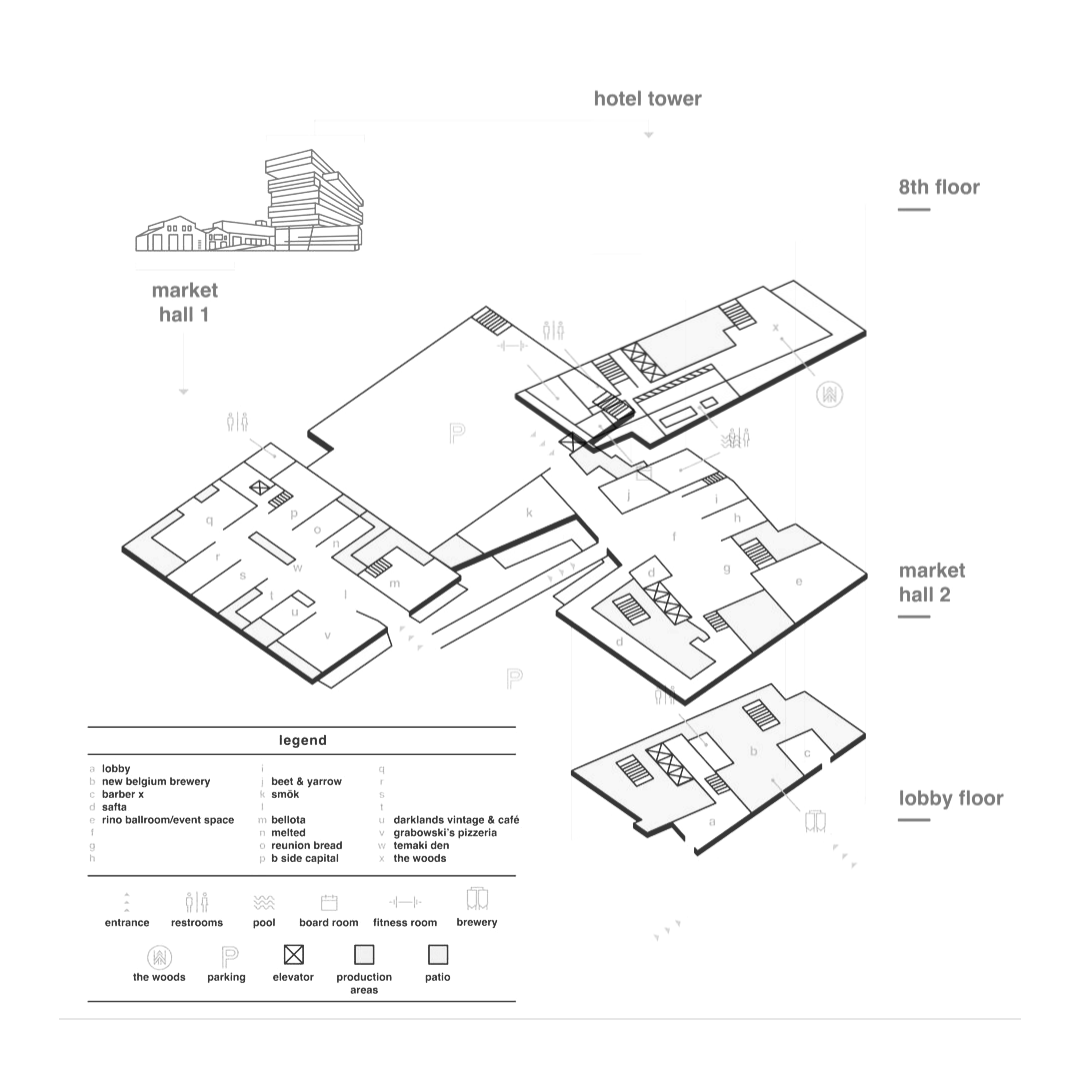 hotel tower
8th floor
market
hall 1
x
P
q
p
o
n
r
s
w
t
u
l
m
v
k
j
i
h
f
g
d
e
d
market
hall 2
P
b
c
a
lobby floor
legend
a lobby
b new belgium brewery
c barber x
d safta
e rino ballroom/event space
f
g
h
i
j beet & yarrow
k smōk
l
m bellota
n melted
o reunion bread
p b side capital
q
r
s
t
u darklands vintage & café
v grabowski's pizzeria
w temaki den
x the woods
entrance
restrooms
pool
board room
fitness room
brewery
P
the woods
parking
elevator
production
areas
patio